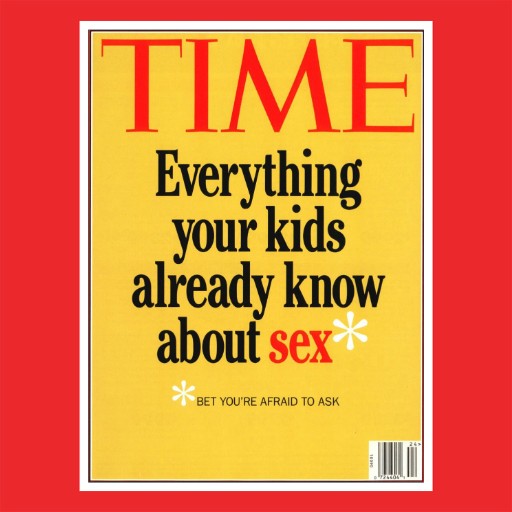 TIME
Everything
your kids
already know
about sex*
*BET YOU'RE AFRAID TO ASK